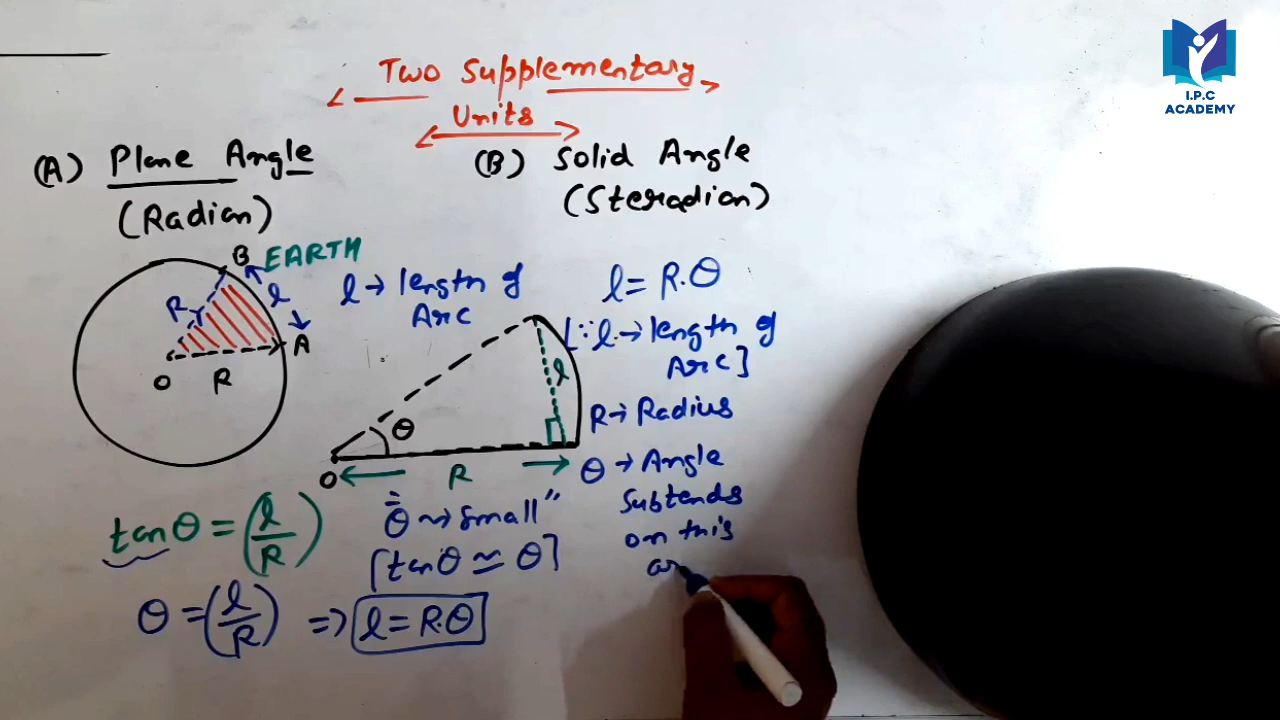 I.P.C
ACADEMY
Two Supplementary
Units
(A) Plane Angle
(Radian)
(B) Solid Angle
(Steradian)
B
EARTH
R
l
A
O
R
l → length of
Arc
l = R.θ
[∵ l → length of
Arc]
R → Radius
θ → Angle
Subtends
on this
ar
l
θ
O
R
tanθ = (l/R)
"θ → small"
[tanθ ≃ θ]
θ = (l/R) ⇒ l = R.θ